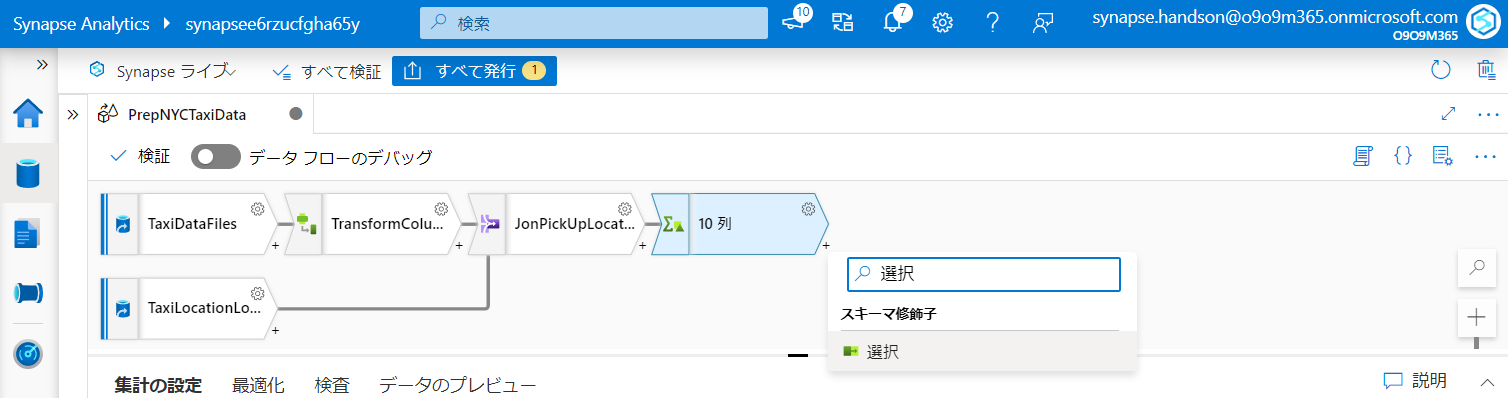 Synapse Analytics
synapsee6rzucfgha65y
検索
10
7
synapse.handson@o9o9m365.onmicrosoft.com
O9O9M365
Synapse ライブ
すべて検証
すべて発行
1
PrepNYCTaxiData
検証
データ フローのデバッグ
TaxiDataFiles
TransformColu...
JonPickUpLocat...
10 列
TaxiLocationLo...
選択
スキーマ修飾子
選択
集計の設定
最適化
検査
データのプレビュー
説明